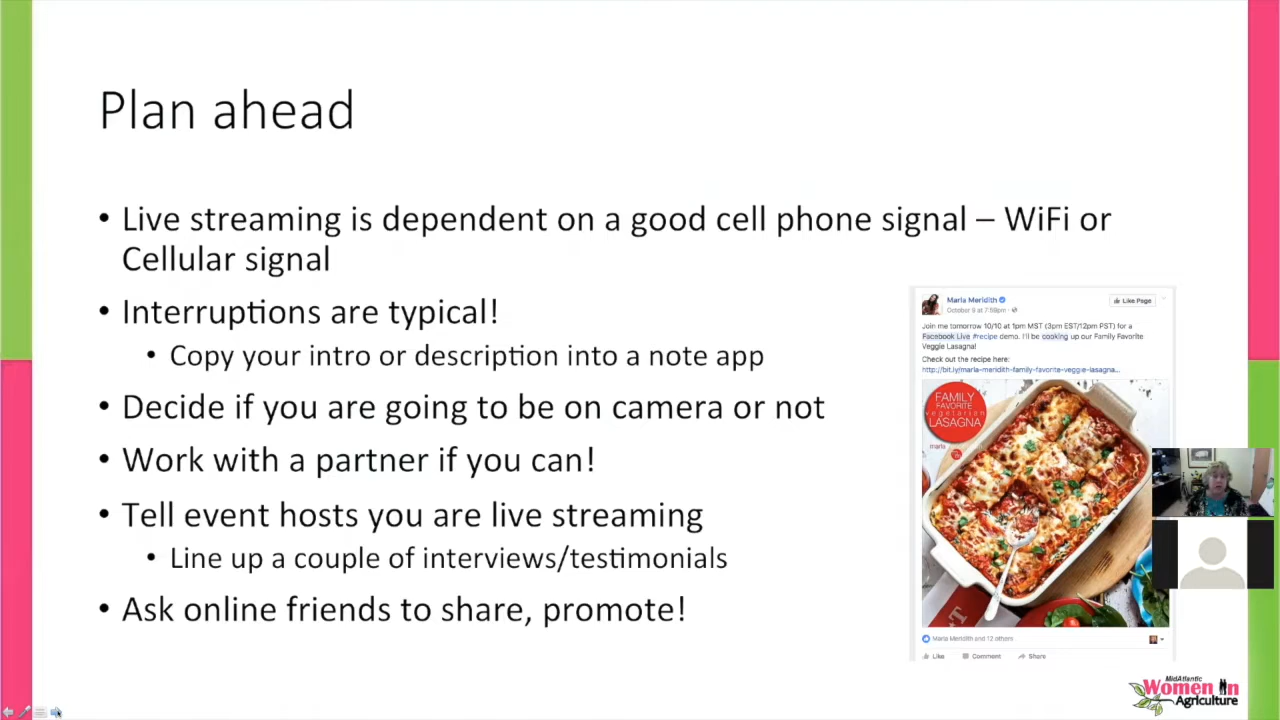 Plan ahead
• Live streaming is dependent on a good cell phone signal – WiFi or
Cellular signal
• Interruptions are typical!
• Copy your intro or description into a note app
• Decide if you are going to be on camera or not
• Work with a partner if you can!
• Tell event hosts you are live streaming
• Line up a couple of interviews/testimonials
• Ask online friends to share, promote!
Marla Meridith
Like Page
October 9 at 7:59pm
Join me tomorrow 10/10 at 1pm MST (3pm EST/12pm PST) for a
Facebook Live #recipe demo. I'll be cooking up our Family Favorite
Veggie Lasagna!
Check out the recipe here:
http://bit.ly/marla-meridith-family-favorite-veggie-lasagna...
FAMILY
FAVORITE
vegetarian
LASAGNA
marla
Marla Meridith and 12 others
Like Comment Share
MidAtlantic
Women in
Agriculture